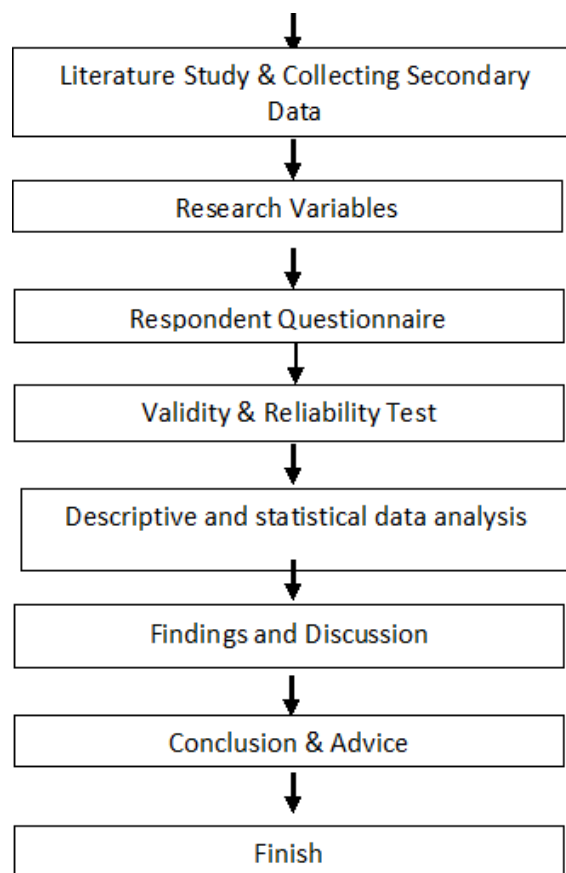 Literature Study & Collecting Secondary
Data
Research Variables
Respondent Questionnaire
Validity & Reliability Test
Descriptive and statistical data analysis
Findings and Discussion
Conclusion & Advice
Finish